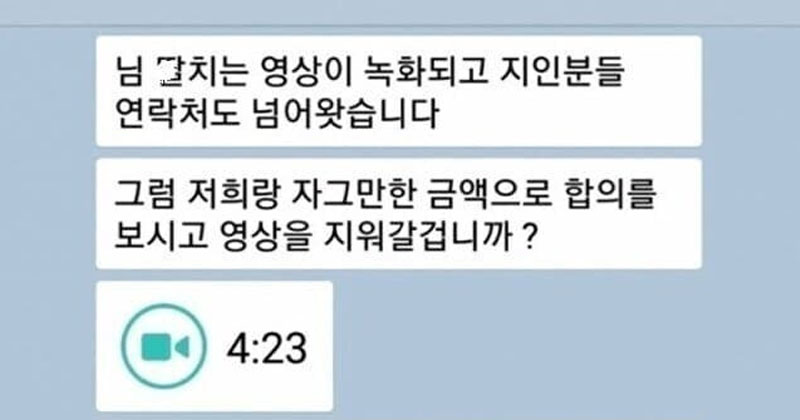 님 치는 영상이 녹화되고 지인분들
연락처도 넘어왓습니다
그럼 저희랑 자그만한 금액으로 합의를
보시고 영상을 지워갈겁니까 ?
4:23